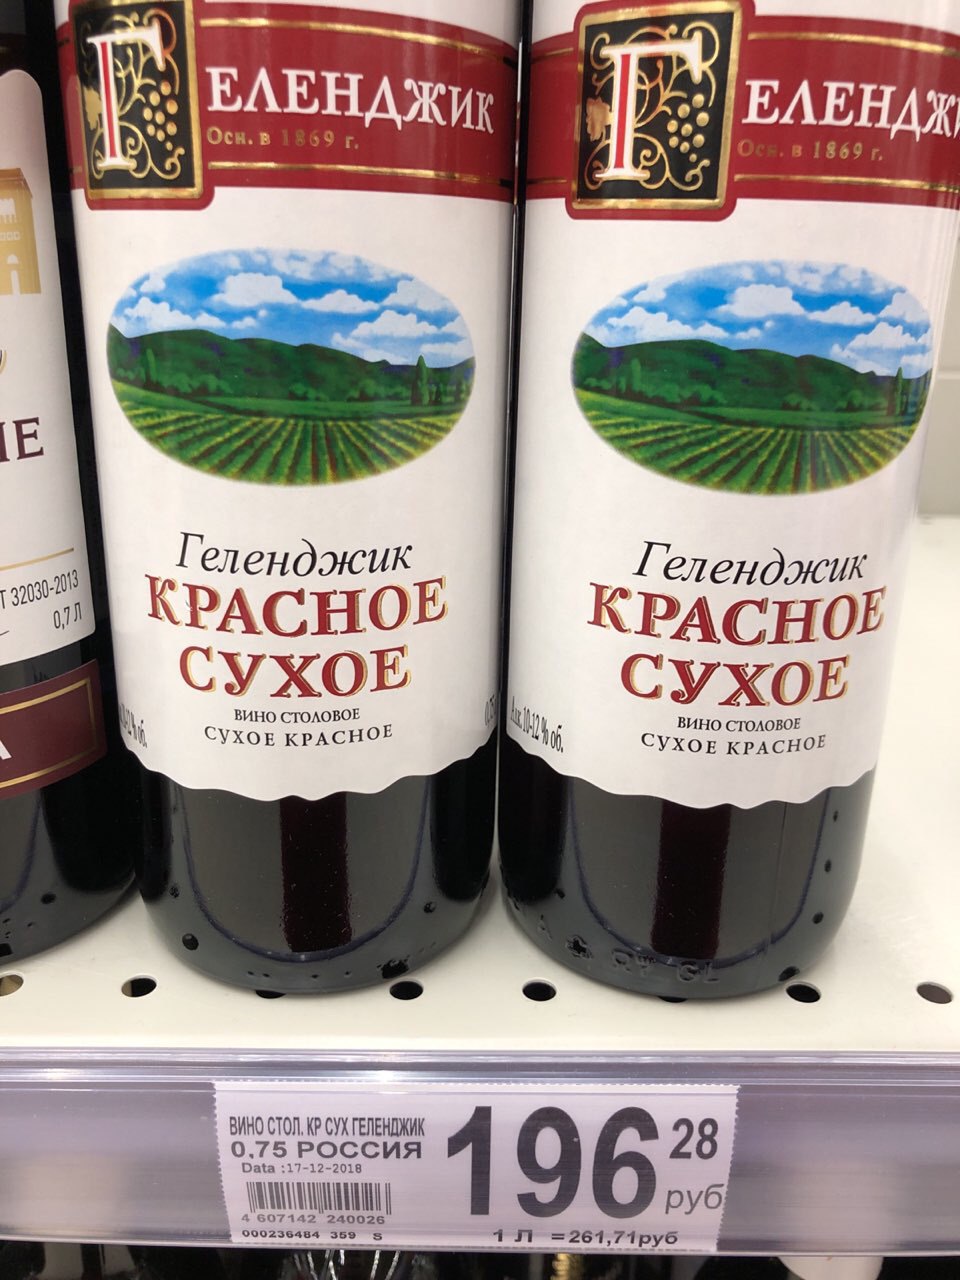 ГЕЛЕНДЖИК
Осн. в 1869 г.
Геленджик
КРАСНОЕ
СУХОЕ
ВИНО СТОЛОВОЕ
СУХОЕ КРАСНОЕ
ГЕЛЕНДЖИ
Осн. в 1869 г.
Геленджик
КРАСНОЕ
СУХОЕ
Алк. 10-12 % об.
ВИНО СТОЛОВОЕ
СУХОЕ КРАСНОЕ
32030-2013
0,7 Л
ВИНО СТОЛ. КР СУХ ГЕЛЕНДЖИК
0,75 РОССИЯ
Data :17-12-2018
4 607142 240026
000236484 359 S
196 28
руб
1 Л =261,71руб